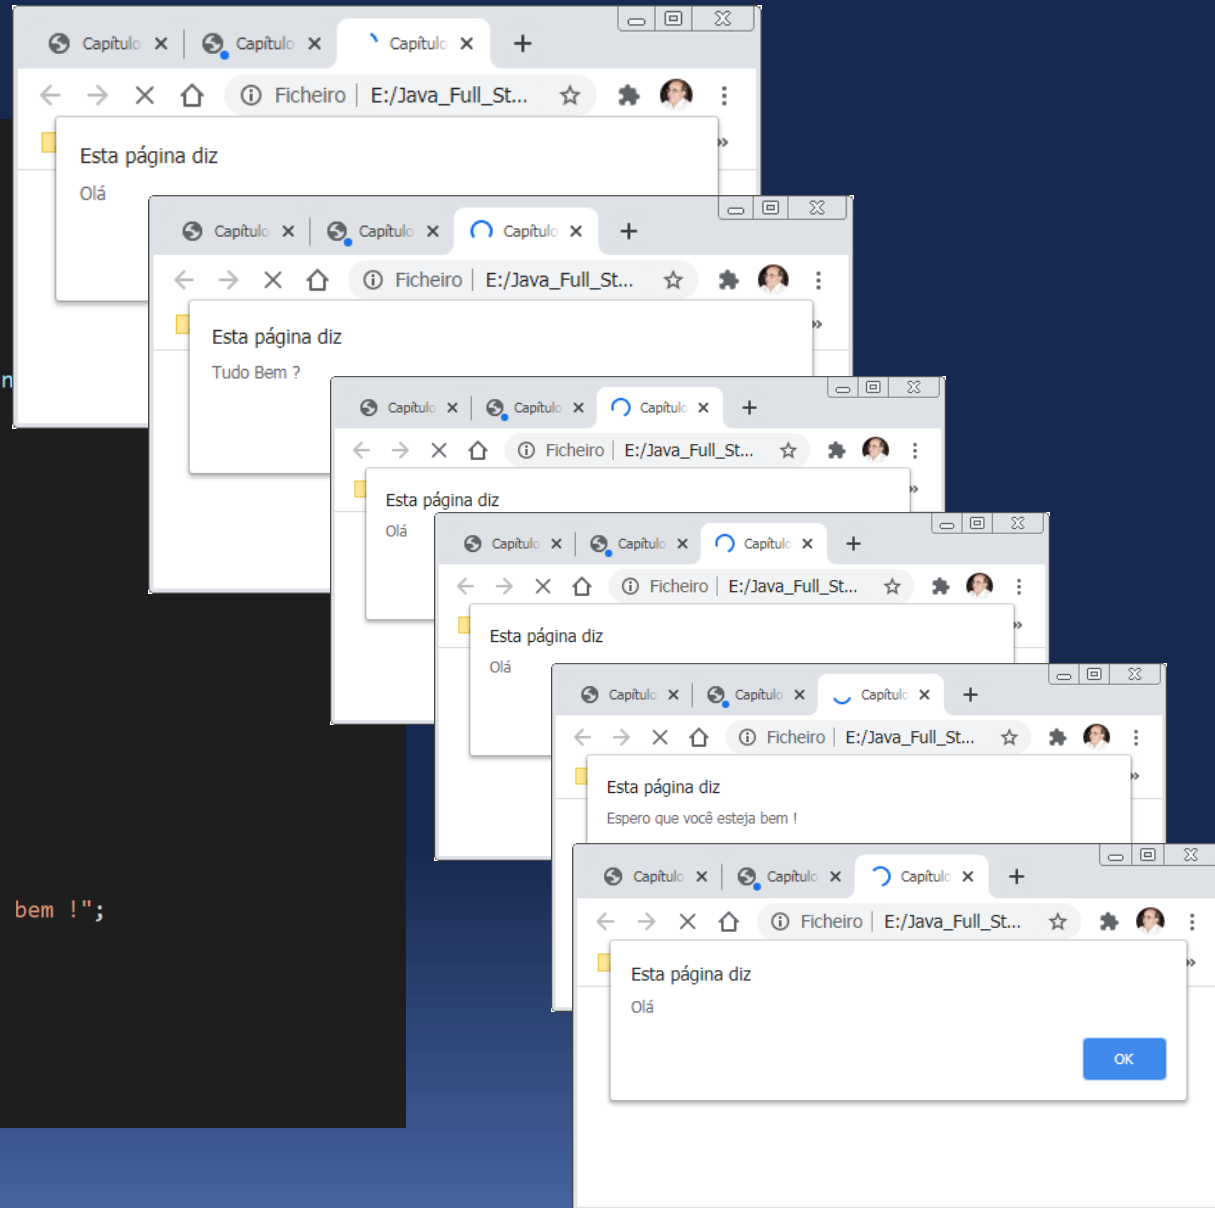 Capítulo
Capítulo
Capítulo
Ficheiro
E:/Java_Full_St...
Esta página diz
Olá
Capítulo
Capítulo
Capítulo
Ficheiro
E:/Java_Full_St...
Esta página diz
Tudo Bem ?
n
Capítulo
Capítulo
Capítulo
Ficheiro
E:/Java_Full_St...
Esta página diz
Olá
Capítulo
Capítulo
Capítulo
Ficheiro
E:/Java_Full_St...
Esta página diz
Olá
Capítulo
Capítulo
Capítulo
Ficheiro
E:/Java_Full_St...
Esta página diz
Espero que você esteja bem !
Capítulo
Capítulo
Capítulo
bem !";
Ficheiro
E:/Java_Full_St...
Esta página diz
Olá
OK